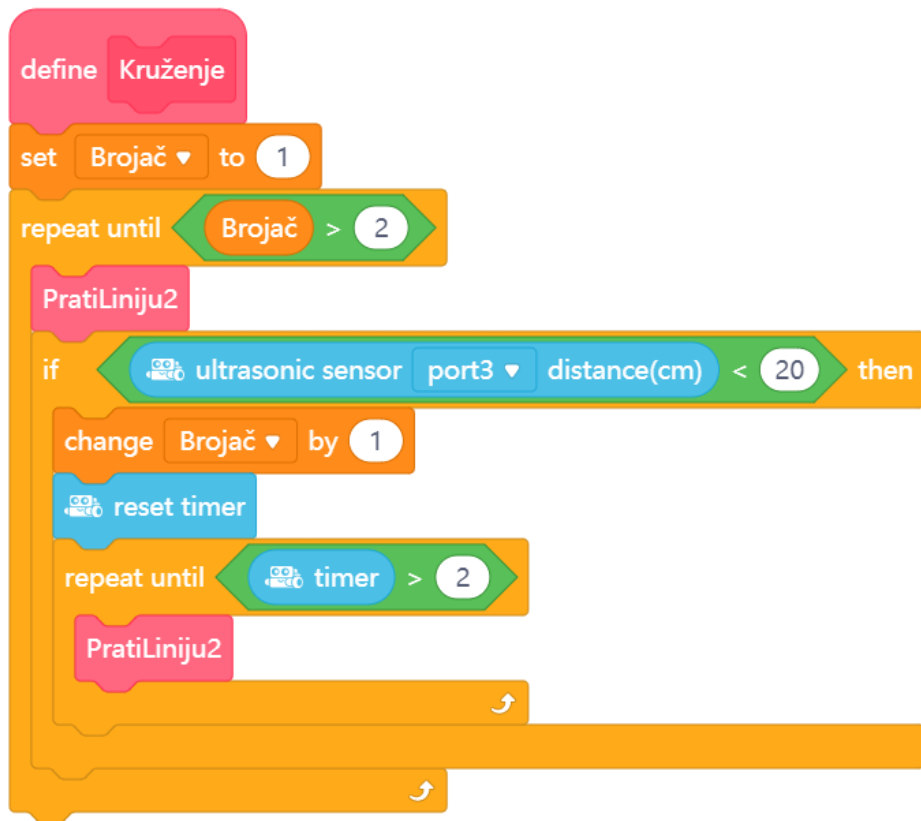 define Kruženje
set Brojač to 1
repeat until Brojač > 2
PratiLiniju2
if ultrasonic sensor port3 distance(cm) < 20 then
change Brojač by 1
reset timer
repeat until timer > 2
PratiLiniju2